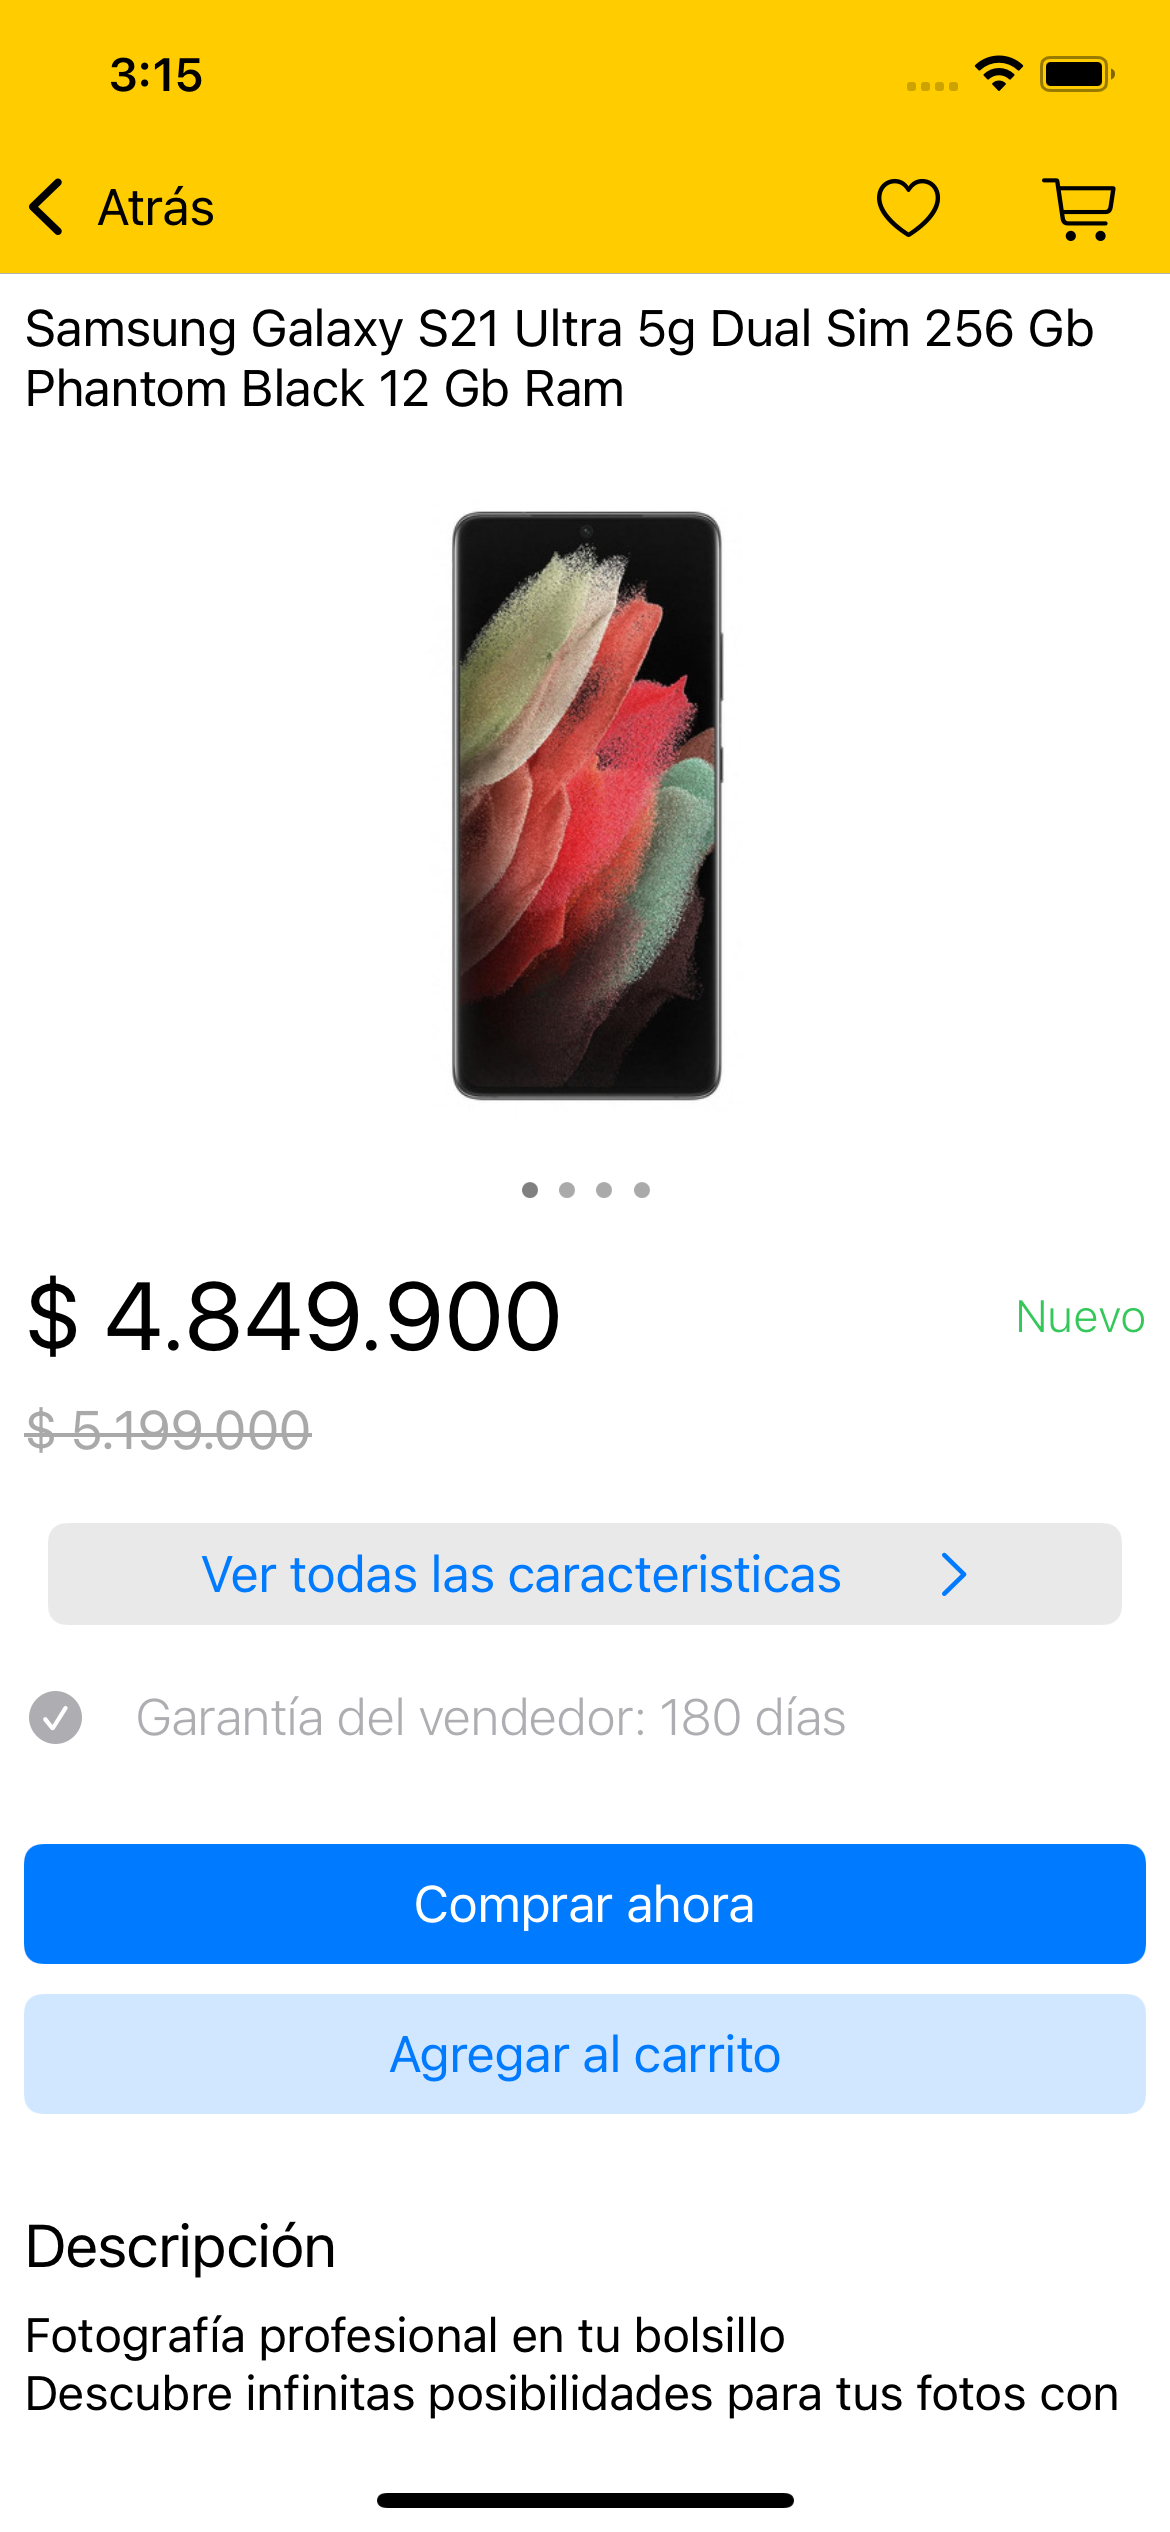 3:15
Atrás
Samsung Galaxy S21 Ultra 5g Dual Sim 256 Gb
Phantom Black 12 Gb Ram
$ 4.849.900
Nuevo
$ 5.199.000
Ver todas las caracteristicas
Garantía del vendedor: 180 días
Comprar ahora
Agregar al carrito
Descripción
Fotografía profesional en tu bolsillo
Descubre infinitas posibilidades para tus fotos con